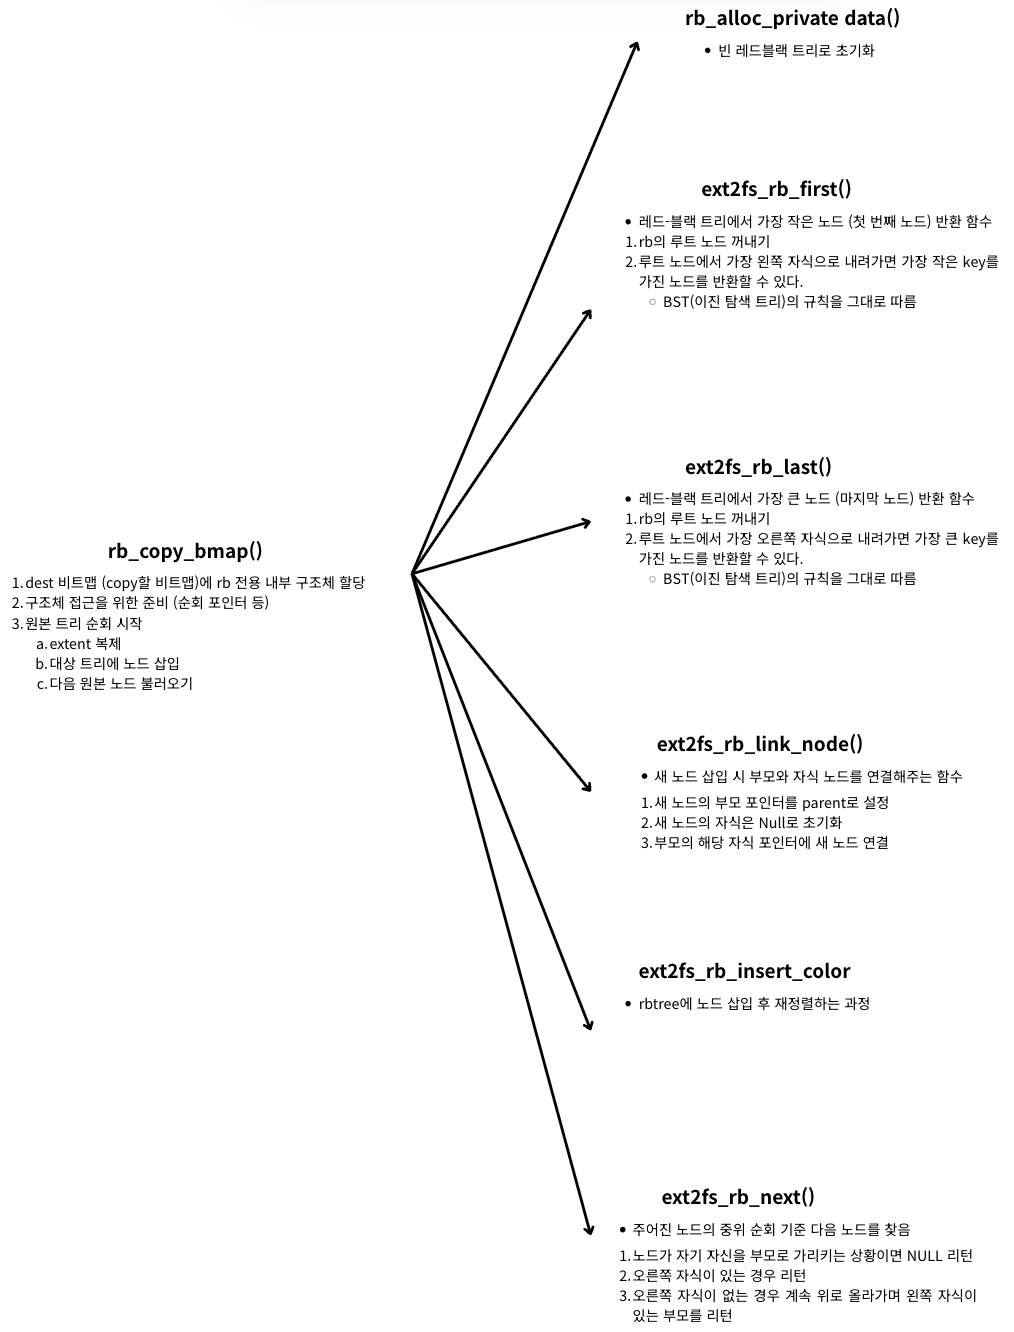 rb_alloc_private data()
• 빈 레드블랙 트리로 초기화
ext2fs_rb_first()
• 레드-블랙 트리에서 가장 작은 노드 (첫 번째 노드) 반환 함수
1. rb의 루트 노드 꺼내기
2. 루트 노드에서 가장 왼쪽 자식으로 내려가면 가장 작은 key를
가진 노드를 반환할 수 있다.
○ BST(이진 탐색 트리)의 규칙을 그대로 따름
ext2fs_rb_last()
• 레드-블랙 트리에서 가장 큰 노드 (마지막 노드) 반환 함수
1. rb의 루트 노드 꺼내기
2. 루트 노드에서 가장 오른쪽 자식으로 내려가면 가장 큰 key를
가진 노드를 반환할 수 있다.
○ BST(이진 탐색 트리)의 규칙을 그대로 따름
rb_copy_bmap()
1. dest 비트맵 (copy할 비트맵)에 rb 전용 내부 구조체 할당
2. 구조체 접근을 위한 준비 (순회 포인터 등)
3. 원본 트리 순회 시작
a. extent 복제
b. 대상 트리에 노드 삽입
c. 다음 원본 노드 불러오기
ext2fs_rb_link_node()
• 새 노드 삽입 시 부모와 자식 노드를 연결해주는 함수
1. 새 노드의 부모 포인터를 parent로 설정
2. 새 노드의 자식은 Null로 초기화
3. 부모의 해당 자식 포인터에 새 노드 연결
ext2fs_rb_insert_color
• rbtree에 노드 삽입 후 재정렬하는 과정
ext2fs_rb_next()
• 주어진 노드의 중위 순회 기준 다음 노드를 찾음
1. 노드가 자기 자신을 부모로 가리키는 상황이면 NULL 리턴
2. 오른쪽 자식이 있는 경우 리턴
3. 오른쪽 자식이 없는 경우 계속 위로 올라가며 왼쪽 자식이
있는 부모를 리턴